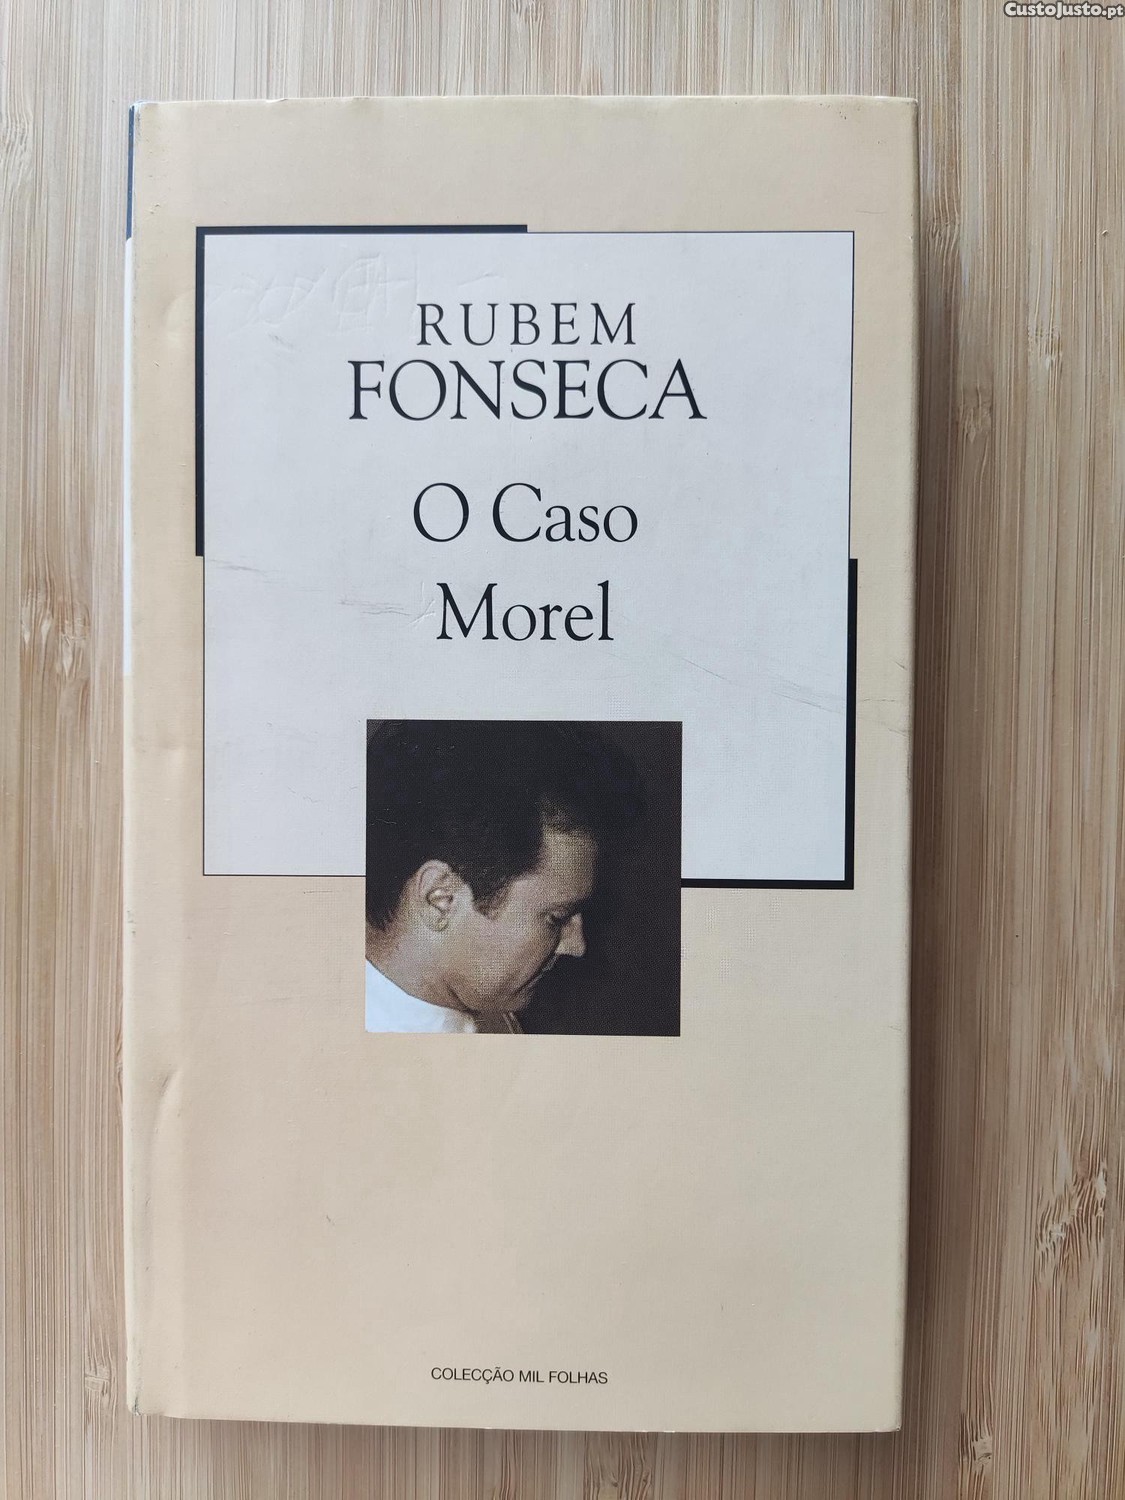 CustoJusto.pt
RUBEM
FONSECA
O Caso
Morel
COLECÇÃO MIL FOLHAS